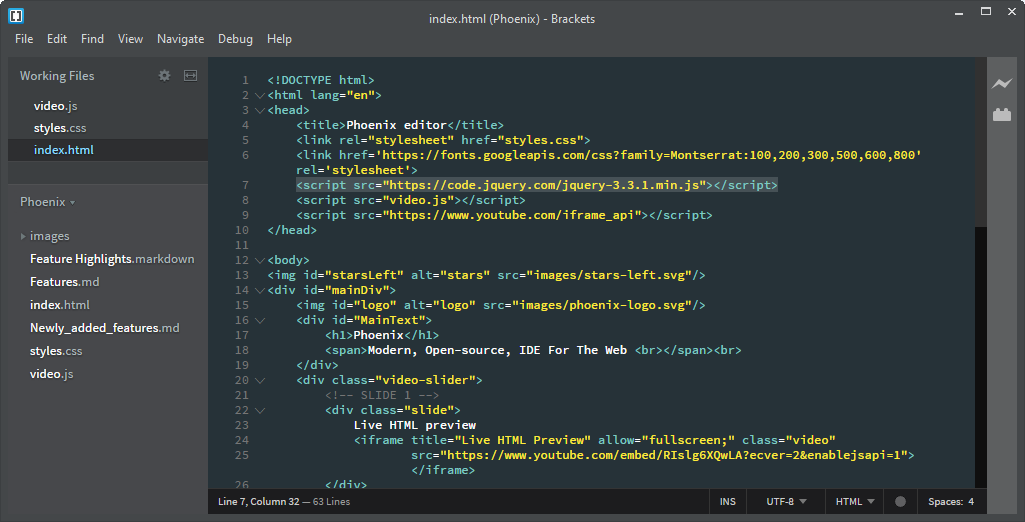 index.html (Phoenix) - Brackets
File Edit Find View Navigate Debug Help
Working Files
video.js
styles.css
index.html
Phoenix
images
Feature Highlights.markdown
Features.md
index.html
Newly_added_features.md
styles.css
video.js
1 <!DOCTYPE html>
2 <html lang="en">
3 <head>
4 <title>Phoenix editor</title>
5 <link rel="stylesheet" href="styles.css">
6 <link href='https://fonts.googleapis.com/css?family=Montserrat:100,200,300,500,600,800'
rel='stylesheet'>
7 <script src="https://code.jquery.com/jquery-3.3.1.min.js"></script>
8 <script src="video.js"></script>
9 <script src="https://www.youtube.com/iframe_api"></script>
10 </head>
11
12 <body>
13 <img id="starsLeft" alt="stars" src="images/stars-left.svg"/>
14 <div id="mainDiv">
15 <img id="logo" alt="logo" src="images/phoenix-logo.svg"/>
16 <div id="MainText">
17 <h1>Phoenix</h1>
18 <span>Modern, Open-source, IDE For The Web <br></span><br>
19 </div>
20 <div class="video-slider">
21 <!-- SLIDE 1 -->
22 <div class="slide">
23 Live HTML preview
24 <iframe title="Live HTML Preview" allow="fullscreen;" class="video"
25 src="https://www.youtube.com/embed/RIslg6XQwLA?ecver=2&enablejsapi=1">
</iframe>
26 </div>
Line 7, Column 32 — 63 Lines
INS UTF-8 HTML Spaces: 4